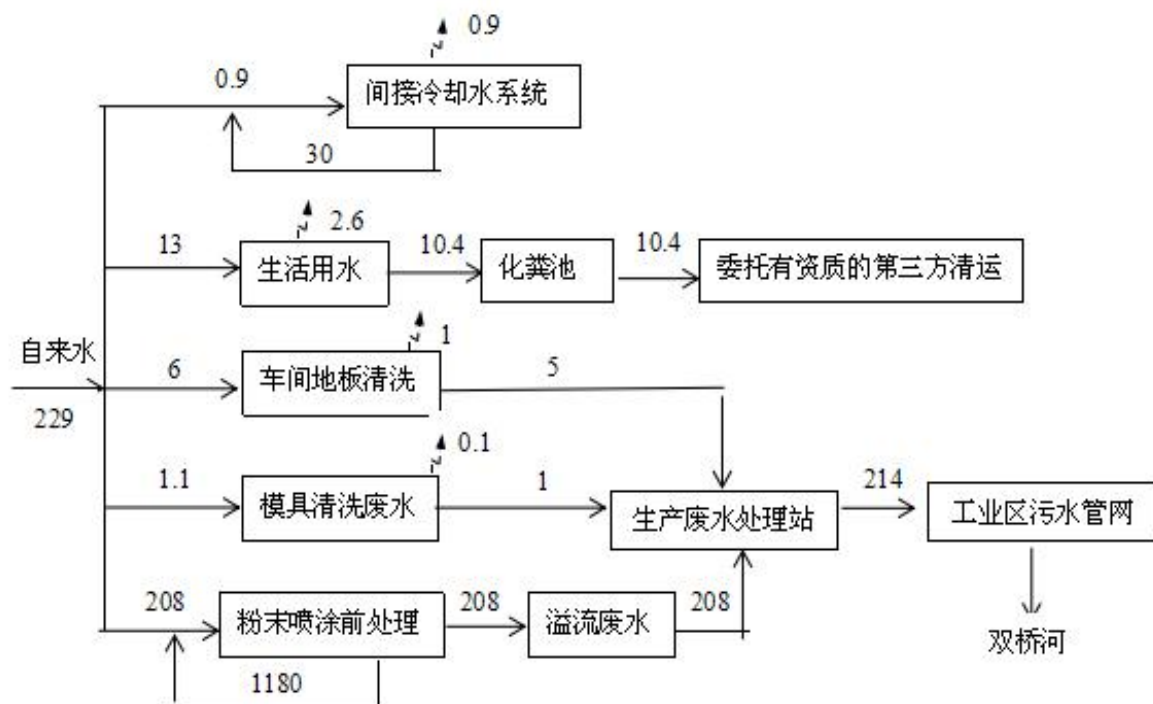 0.9
0.9
间接冷却水系统
30
2.6
13
生活用水
10.4
化粪池
10.4
委托有资质的第三方清运
自来水
229
6
车间地板清洗
1
5
0.1
1.1
模具清洗废水
1
生产废水处理站
214
工业区污水管网
208
粉末喷涂前处理
208
溢流废水
208
双桥河
1180